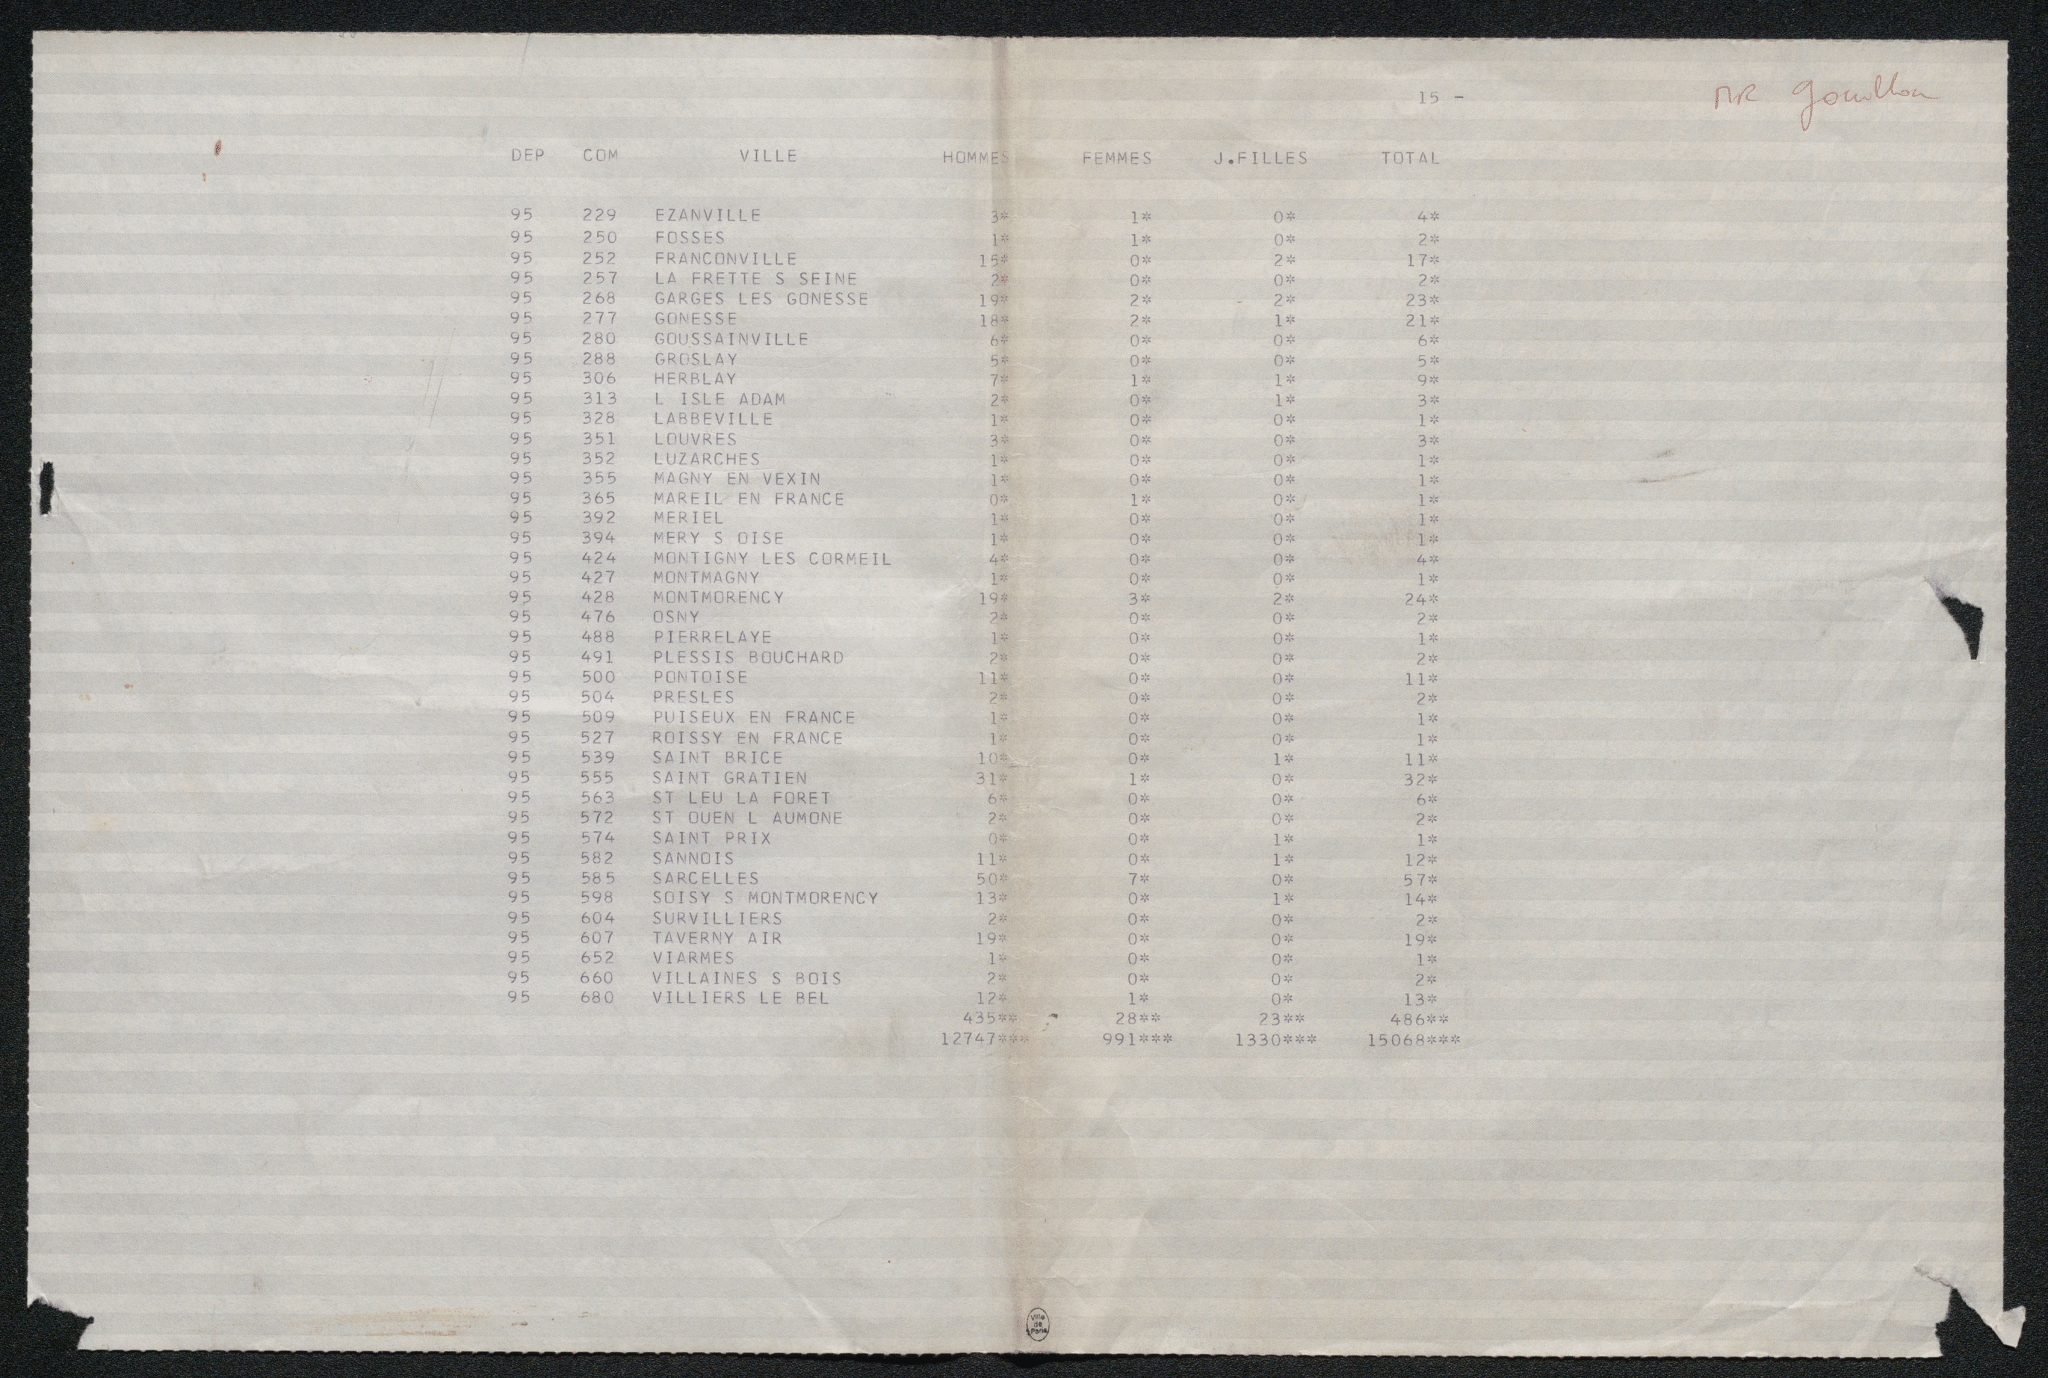 15 -
MR
DEP COM VILLE HOMMES FEMMES J.FILLES TOTAL
95 229 EZANVILLE 3* 1* 0* 4*
95 250 FOSSES 1* 1* 0* 2*
95 252 FRANCONVILLE 15* 0* 2* 17*
95 257 LA FRETTE S SEINE 2* 0* 0* 2*
95 268 GARGES LES GONESSE 19* 2* 2* 23*
95 277 GONESSE 18* 2* 1* 21*
95 280 GOUSSAINVILLE 6* 0* 0* 6*
95 288 GROSLAY 5* 0* 0* 5*
95 306 HERBLAY 7* 1* 1* 9*
95 313 L ISLE ADAM 2* 0* 1* 3*
95 328 LABBEVILLE 1* 0* 0* 1*
95 351 LOUVRES 3* 0* 0* 3*
95 352 LUZARCHES 1* 0* 0* 1*
95 355 MAGNY EN VEXIN 1* 0* 0* 1*
95 365 MAREIL EN FRANCE 0* 1* 0* 1*
95 392 MERIEL 1* 0* 0* 1*
95 394 MERY S OISE 1* 0* 0* 1*
95 424 MONTIGNY LES CORMEIL 4* 0* 0* 4*
95 427 MONTMAGNY 1* 0* 0* 1*
95 428 MONTMORENCY 19* 3* 2* 24*
95 476 OSNY 2* 0* 0* 2*
95 488 PIERRELAYE 1* 0* 0* 1*
95 491 PLESSIS BOUCHARD 2* 0* 0* 2*
95 500 PONTOISE 11* 0* 0* 11*
95 504 PRESLES 2* 0* 0* 2*
95 509 PUISEUX EN FRANCE 1* 0* 0* 1*
95 527 ROISSY EN FRANCE 1* 0* 0* 1*
95 539 SAINT BRICE 10* 0* 1* 11*
95 555 SAINT GRATIEN 31* 1* 0* 32*
95 563 ST LEU LA FORET 6* 0* 0* 6*
95 572 ST OUEN L AUMONE 2* 0* 0* 2*
95 574 SAINT PRIX 0* 0* 1* 1*
95 582 SANNOIS 11* 0* 1* 12*
95 585 SARCELLES 50* 7* 0* 57*
95 598 SOISY S MONTMORENCY 13* 0* 1* 14*
95 604 SURVILLIERS 2* 0* 0* 2*
95 607 TAVERNY AIR 19* 0* 0* 19*
95 652 VIARMES 1* 0* 0* 1*
95 660 VILLAINES S BOIS 2* 0* 0* 2*
95 680 VILLIERS LE BEL 12* 1* 0* 13*
435** 28** 23** 486**
12747*** 991*** 1330*** 15068***
Ville
de
Paris